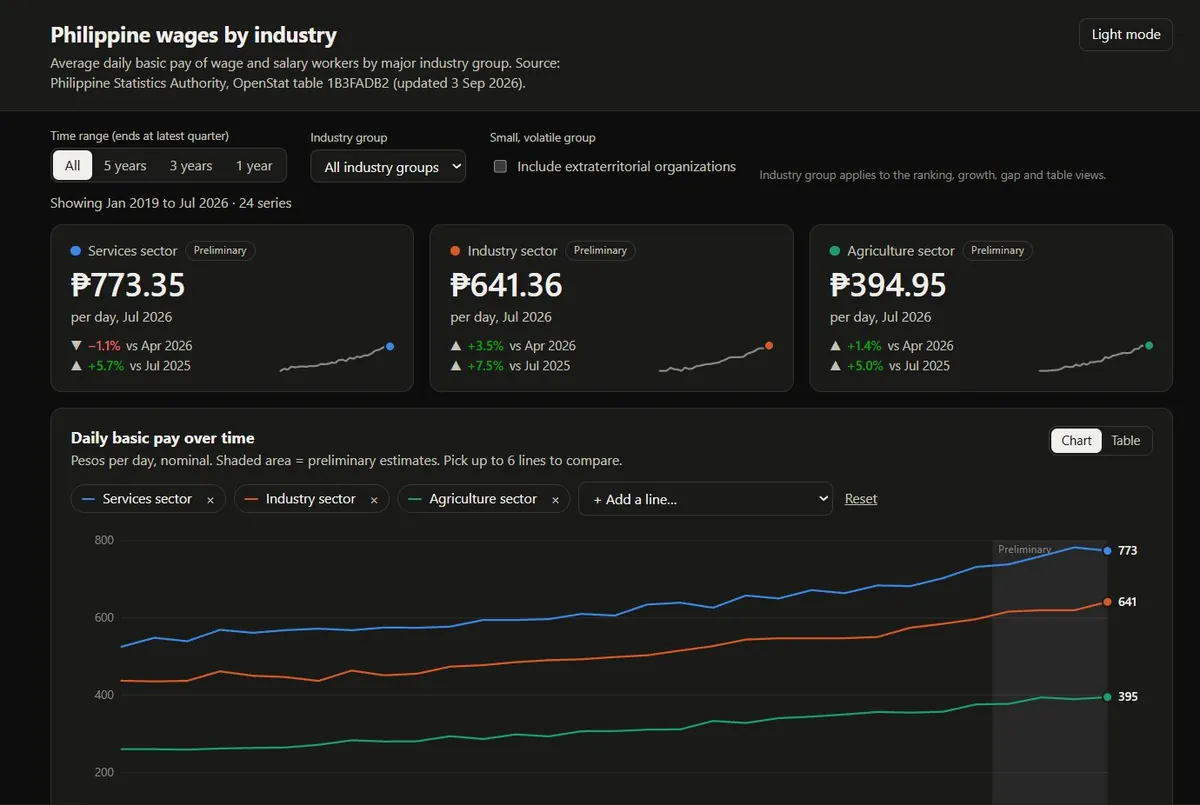 Philippine wages by industry
Light mode
Average daily basic pay of wage and salary workers by major industry group. Source:
Philippine Statistics Authority, OpenStat table 1B3FADB2 (updated 3 Sep 2026).
Time range (ends at latest quarter)
Industry group
Small, volatile group
All 5 years 3 years 1 year
All industry groups
Include extraterritorial organizations
Industry group applies to the ranking, growth, gap and table views.
Showing Jan 2019 to Jul 2026 · 24 series
Services sector Preliminary
₱773.35
per day, Jul 2026
▼ −1.1% vs Apr 2026
▲ +5.7% vs Jul 2025
Industry sector Preliminary
₱641.36
per day, Jul 2026
▲ +3.5% vs Apr 2026
▲ +7.5% vs Jul 2025
Agriculture sector Preliminary
₱394.95
per day, Jul 2026
▲ +1.4% vs Apr 2026
▲ +5.0% vs Jul 2025
Daily basic pay over time
Chart Table
Pesos per day, nominal. Shaded area = preliminary estimates. Pick up to 6 lines to compare.
Services sector ×
Industry sector ×
Agriculture sector ×
+ Add a line...
Reset
800
Preliminary
773
600
641
400
395
200